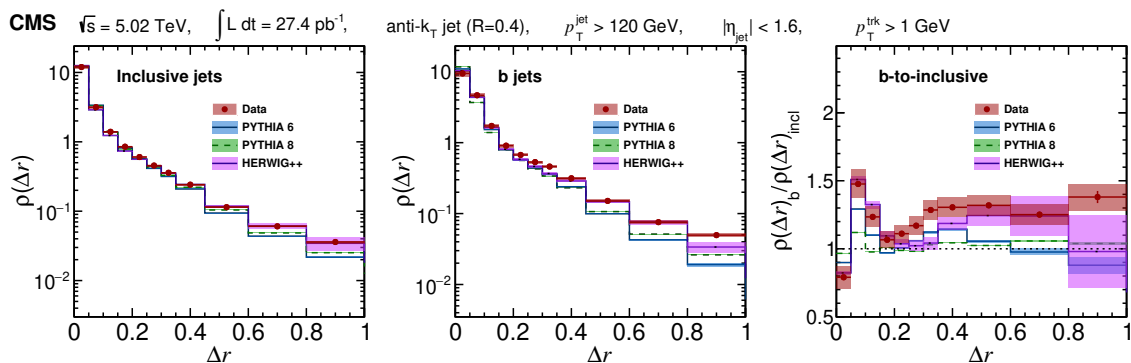 CMS √s = 5.02 TeV, ∫ L dt = 27.4 pb⁻¹, anti-k_T jet (R=0.4), p_T^jet > 120 GeV, |η_jet| < 1.6, p_T^trk > 1 GeV
Inclusive jets
Data
PYTHIA 6
PYTHIA 8
HERWIG++
ρ(Δr)
10
1
10⁻¹
10⁻²
0 0.2 0.4 0.6 0.8 1
Δr
b jets
Data
PYTHIA 6
PYTHIA 8
HERWIG++
ρ(Δr)
10
1
10⁻¹
10⁻²
0 0.2 0.4 0.6 0.8 1
Δr
b-to-inclusive
Data
PYTHIA 6
PYTHIA 8
HERWIG++
ρ(Δr)_b/ρ(Δr)_incl
2
1.5
1
0.5
0 0.2 0.4 0.6 0.8 1
Δr